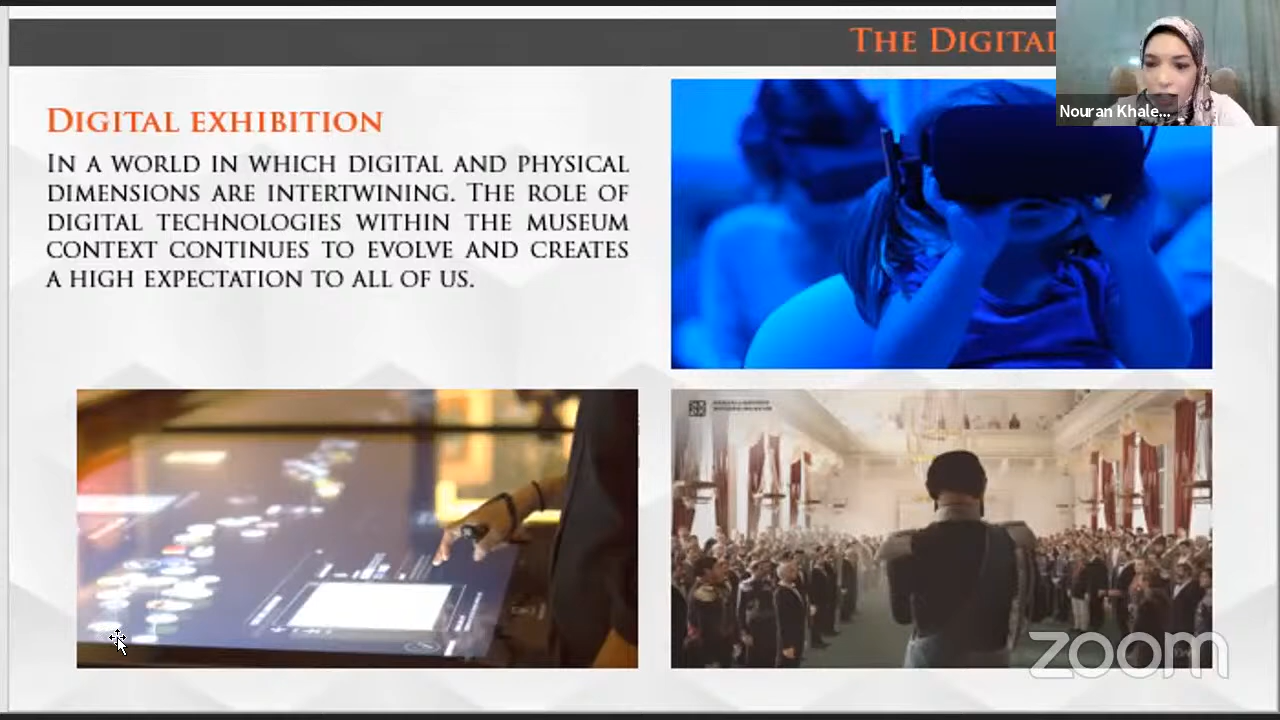 THE DIGITAL
Nouran Khale...
DIGITAL EXHIBITION
IN A WORLD IN WHICH DIGITAL AND PHYSICAL
DIMENSIONS ARE INTERTWINING. THE ROLE OF
DIGITAL TECHNOLOGIES WITHIN THE MUSEUM
CONTEXT CONTINUES TO EVOLVE AND CREATES
A HIGH EXPECTATION TO ALL OF US.
zoom